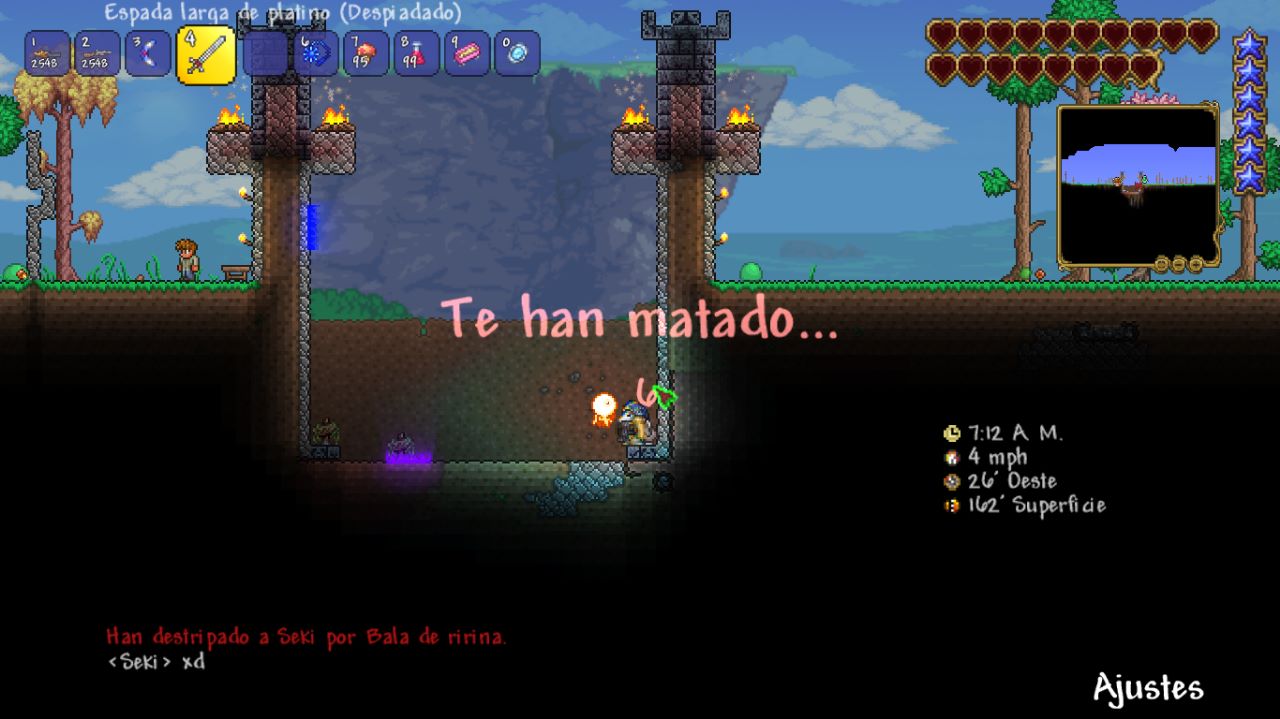 Espada larga de platino (Despiadado)
1 2 3 4 6 7 8 9 0
2548 2548 95 99
Te han matado...
6
7:12 A M.
4 mph
26' Oeste
162' Superficie
Han destripado a Seki por Bala de ririna.
<Seki> xd
Ajustes